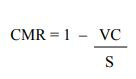 CMR = 1 – VC
S